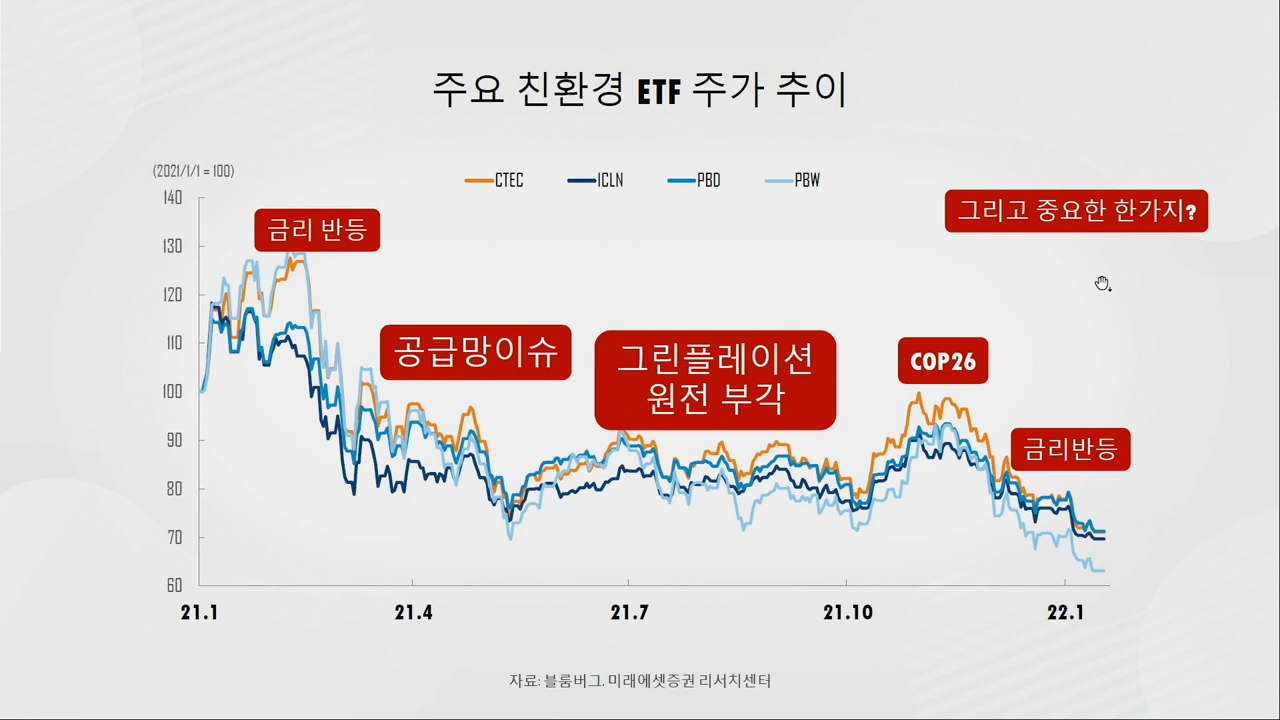 주요 친환경 ETF 주가 추이
(2021/1/1 = 100)
CTEC ICLN PBD PBW
140
130
120
110
100
90
80
70
60
금리 반등
그리고 중요한 한가지?
공급망이슈
그린플레이션
원전 부각
COP26
금리반등
21.1 21.4 21.7 21.10 22.1
자료: 블룸버그, 미래에셋증권 리서치센터